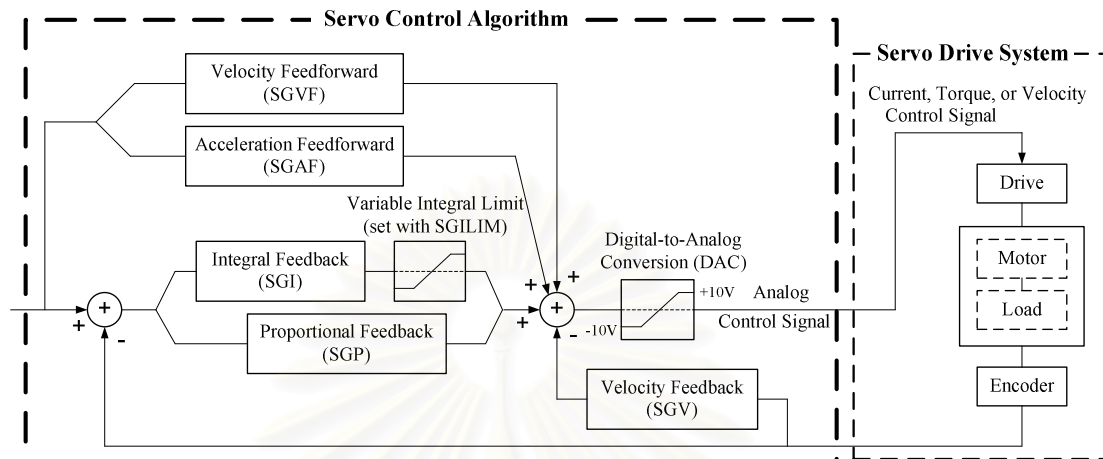 Servo Control Algorithm
Servo Drive System
Velocity Feedforward
(SGVF)
Acceleration Feedforward
(SGAF)
Variable Integral Limit
(set with SGILIM)
Integral Feedback
(SGI)
Proportional Feedback
(SGP)
+
+
-
+
+
+
+
-
Digital-to-Analog
Conversion (DAC)
+10V
-10V
Analog
Control Signal
Velocity Feedback
(SGV)
Current, Torque, or Velocity
Control Signal
Drive
Motor
Load
Encoder